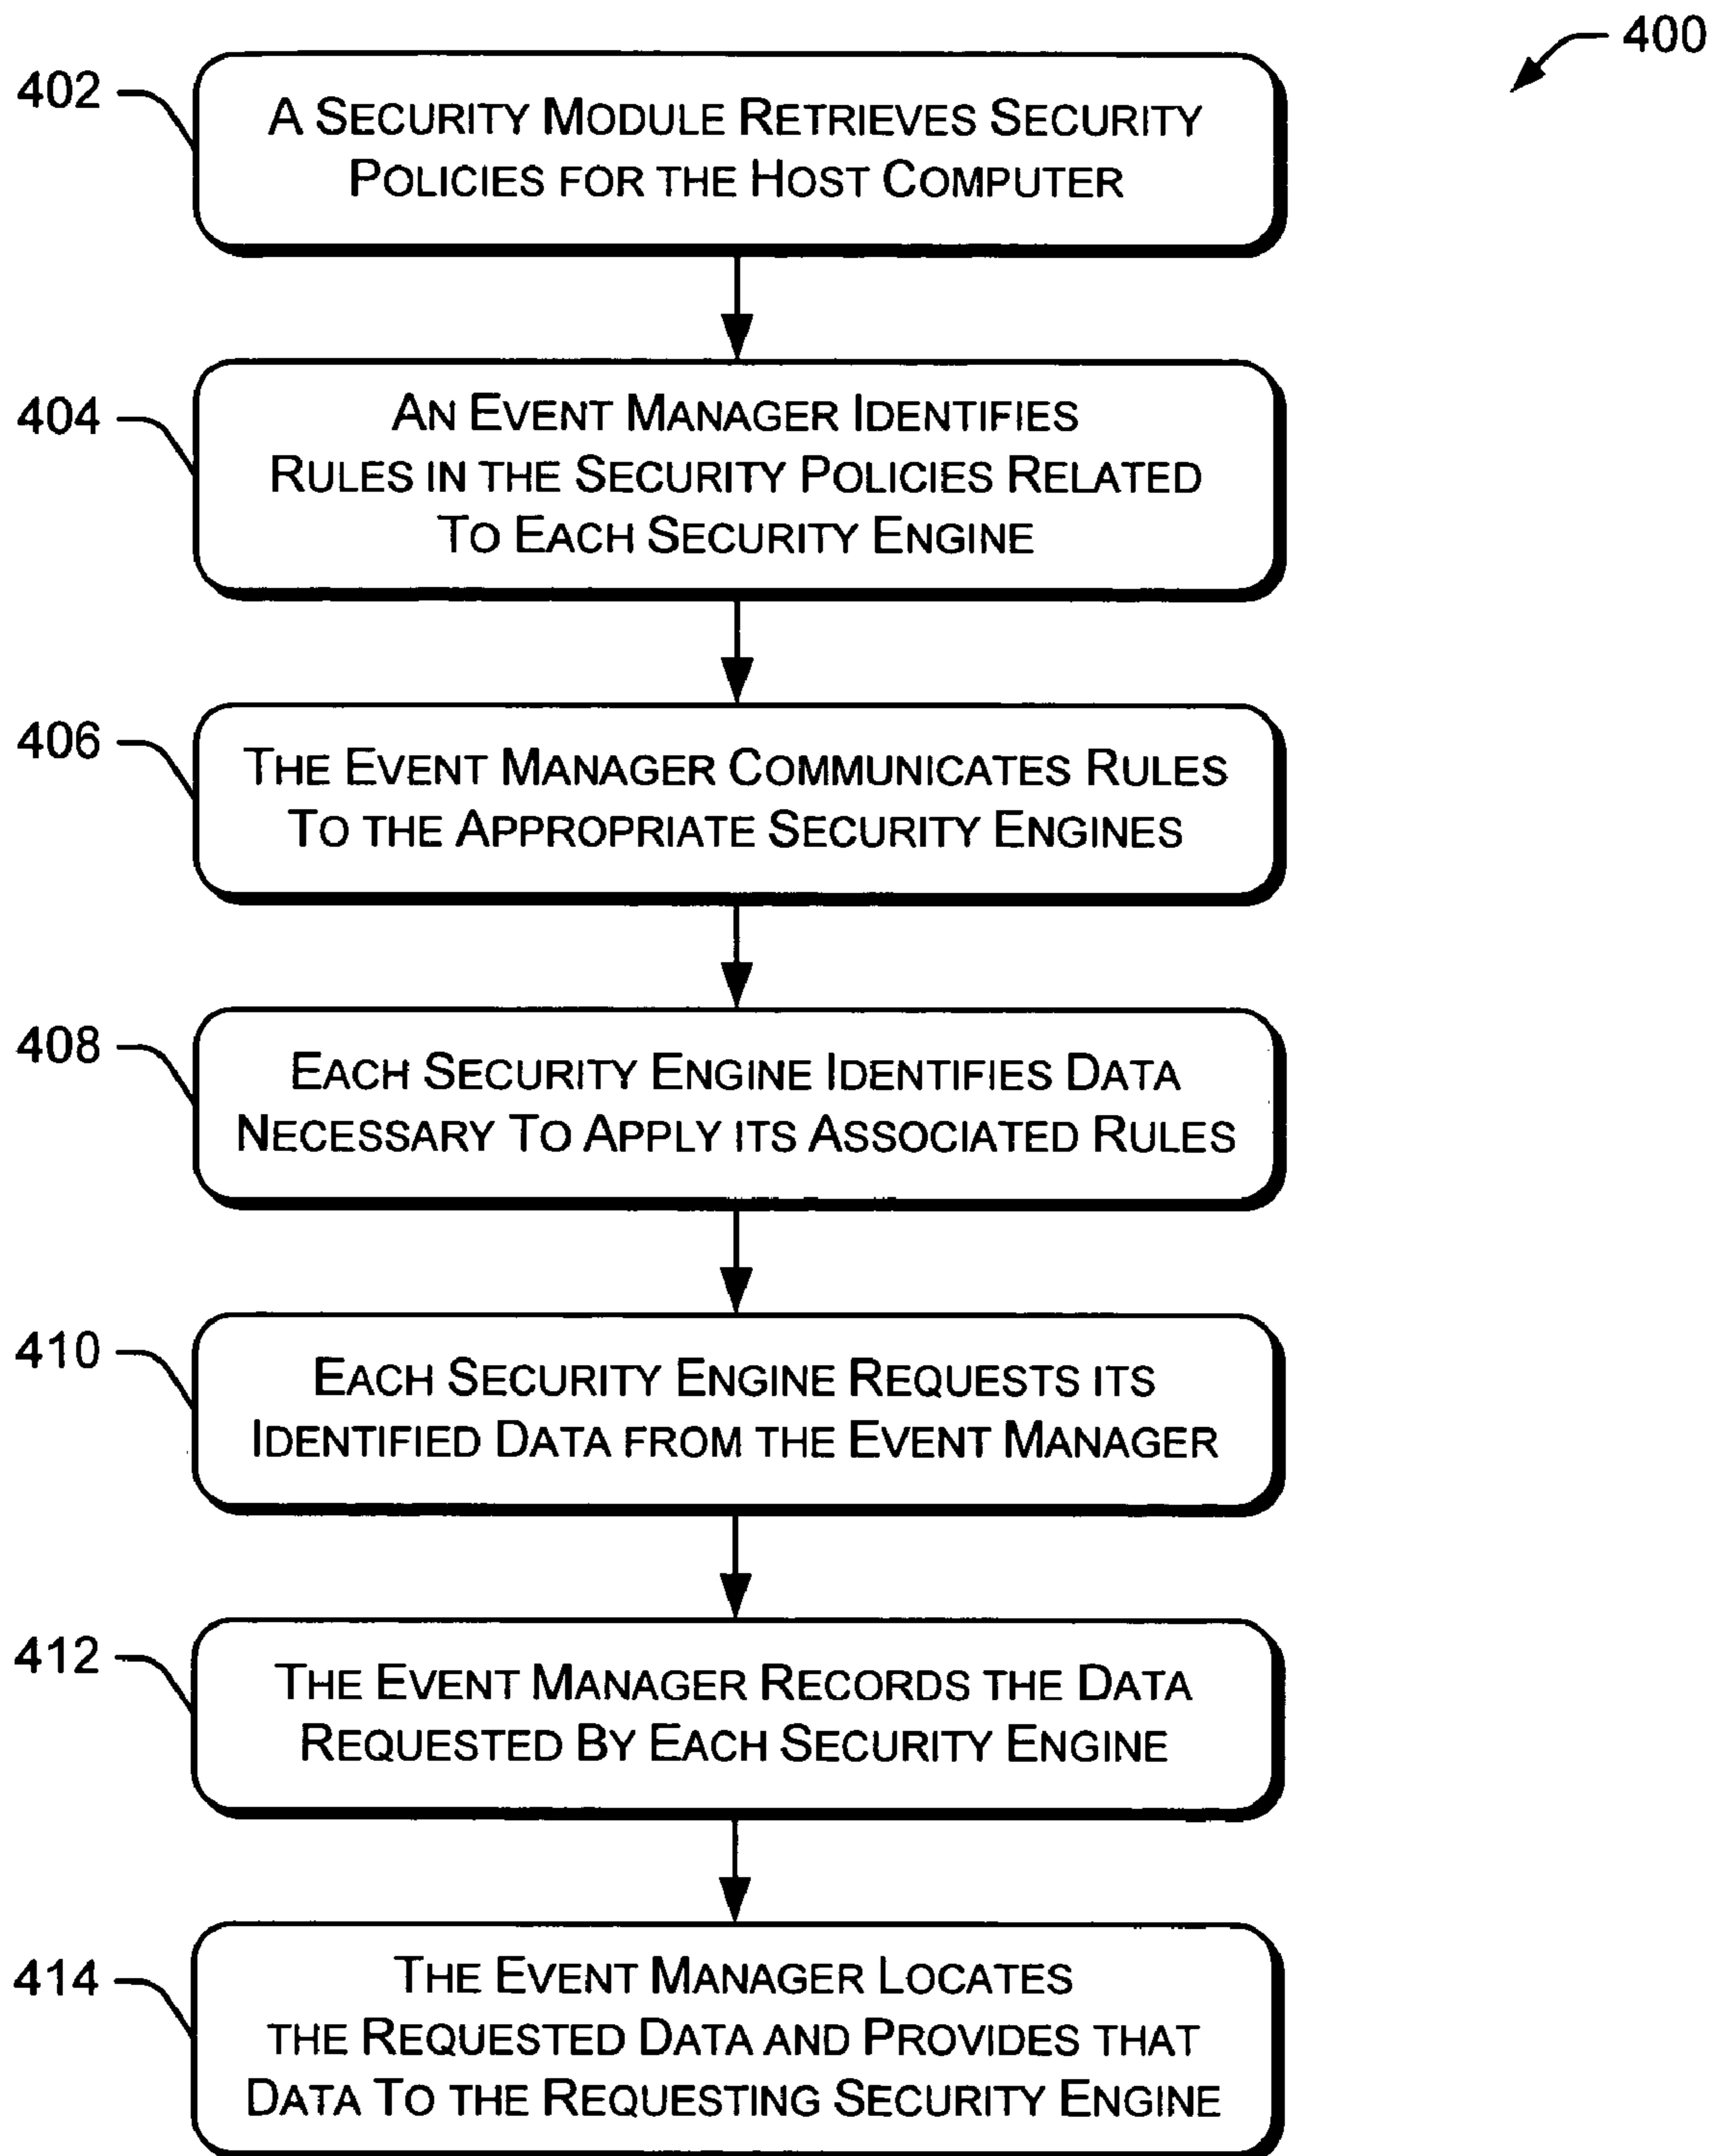 400
402
A SECURITY MODULE RETRIEVES SECURITY
POLICIES FOR THE HOST COMPUTER
404
AN EVENT MANAGER IDENTIFIES
RULES IN THE SECURITY POLICIES RELATED
TO EACH SECURITY ENGINE
406
THE EVENT MANAGER COMMUNICATES RULES
TO THE APPROPRIATE SECURITY ENGINES
408
EACH SECURITY ENGINE IDENTIFIES DATA
NECESSARY TO APPLY ITS ASSOCIATED RULES
410
EACH SECURITY ENGINE REQUESTS ITS
IDENTIFIED DATA FROM THE EVENT MANAGER
412
THE EVENT MANAGER RECORDS THE DATA
REQUESTED BY EACH SECURITY ENGINE
414
THE EVENT MANAGER LOCATES
THE REQUESTED DATA AND PROVIDES THAT
DATA TO THE REQUESTING SECURITY ENGINE